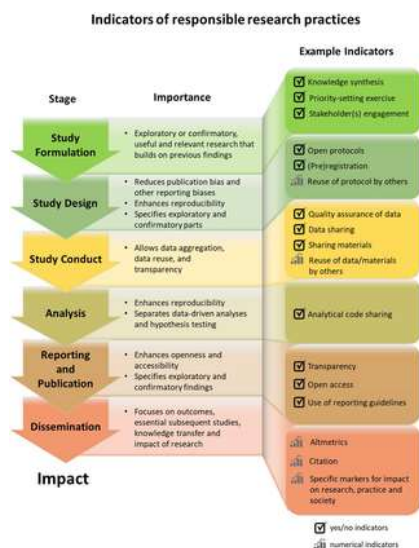 Indicators of responsible research practices
Stage
Importance
Example Indicators
Study
Formulation
• Exploratory or confirmatory,
useful and relevant research that
builds on previous findings
Knowledge synthesis
Priority-setting exercise
Stakeholder(s) engagement
Study Design
• Reduces publication bias and
other reporting biases
• Enhances reproducibility
• Specifies exploratory and
confirmatory parts
Open protocols
(Pre)registration
Reuse of protocol by others
Study Conduct
• Allows data aggregation,
data reuse, and
transparency
Quality assurance of data
Data sharing
Sharing materials
Reuse of data/materials
by others
Analysis
• Enhances reproducibility
• Separates data-driven analyses
and hypothesis testing
Analytical code sharing
Reporting
and
Publication
• Enhances openness and
accessibility
• Specifies exploratory and
confirmatory findings
Transparency
Open access
Use of reporting guidelines
Dissemination
• Focuses on outcomes,
essential subsequent studies,
knowledge transfer and
impact of research
Altmetrics
Citation
Specific markers for impact
on research, practice and
society
Impact
yes/no indicators
numerical indicators